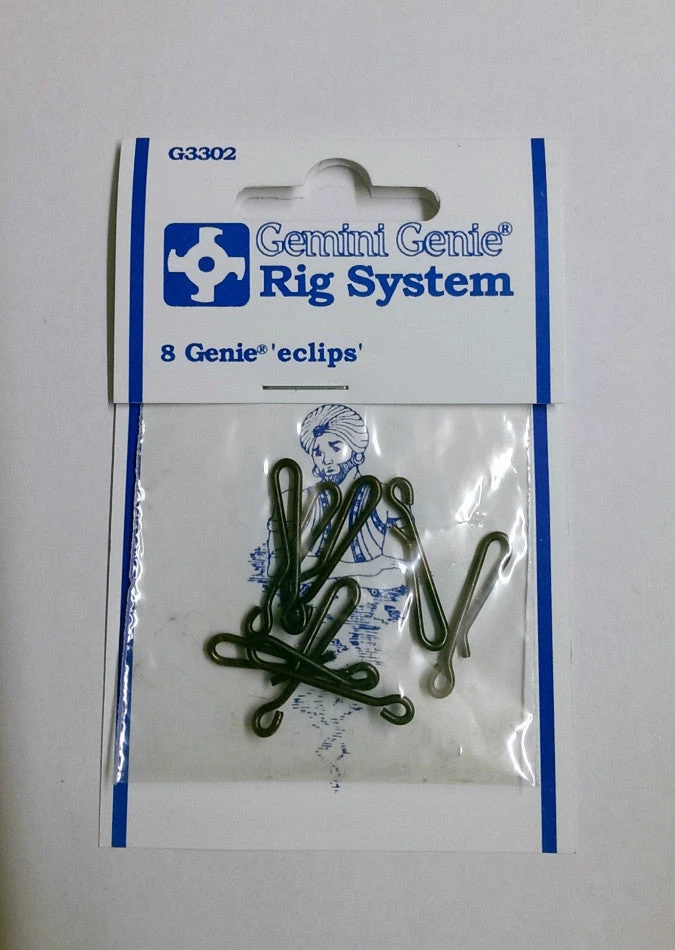 G3302
Gemini Genie®
Rig System
8 Genie® 'eclips'